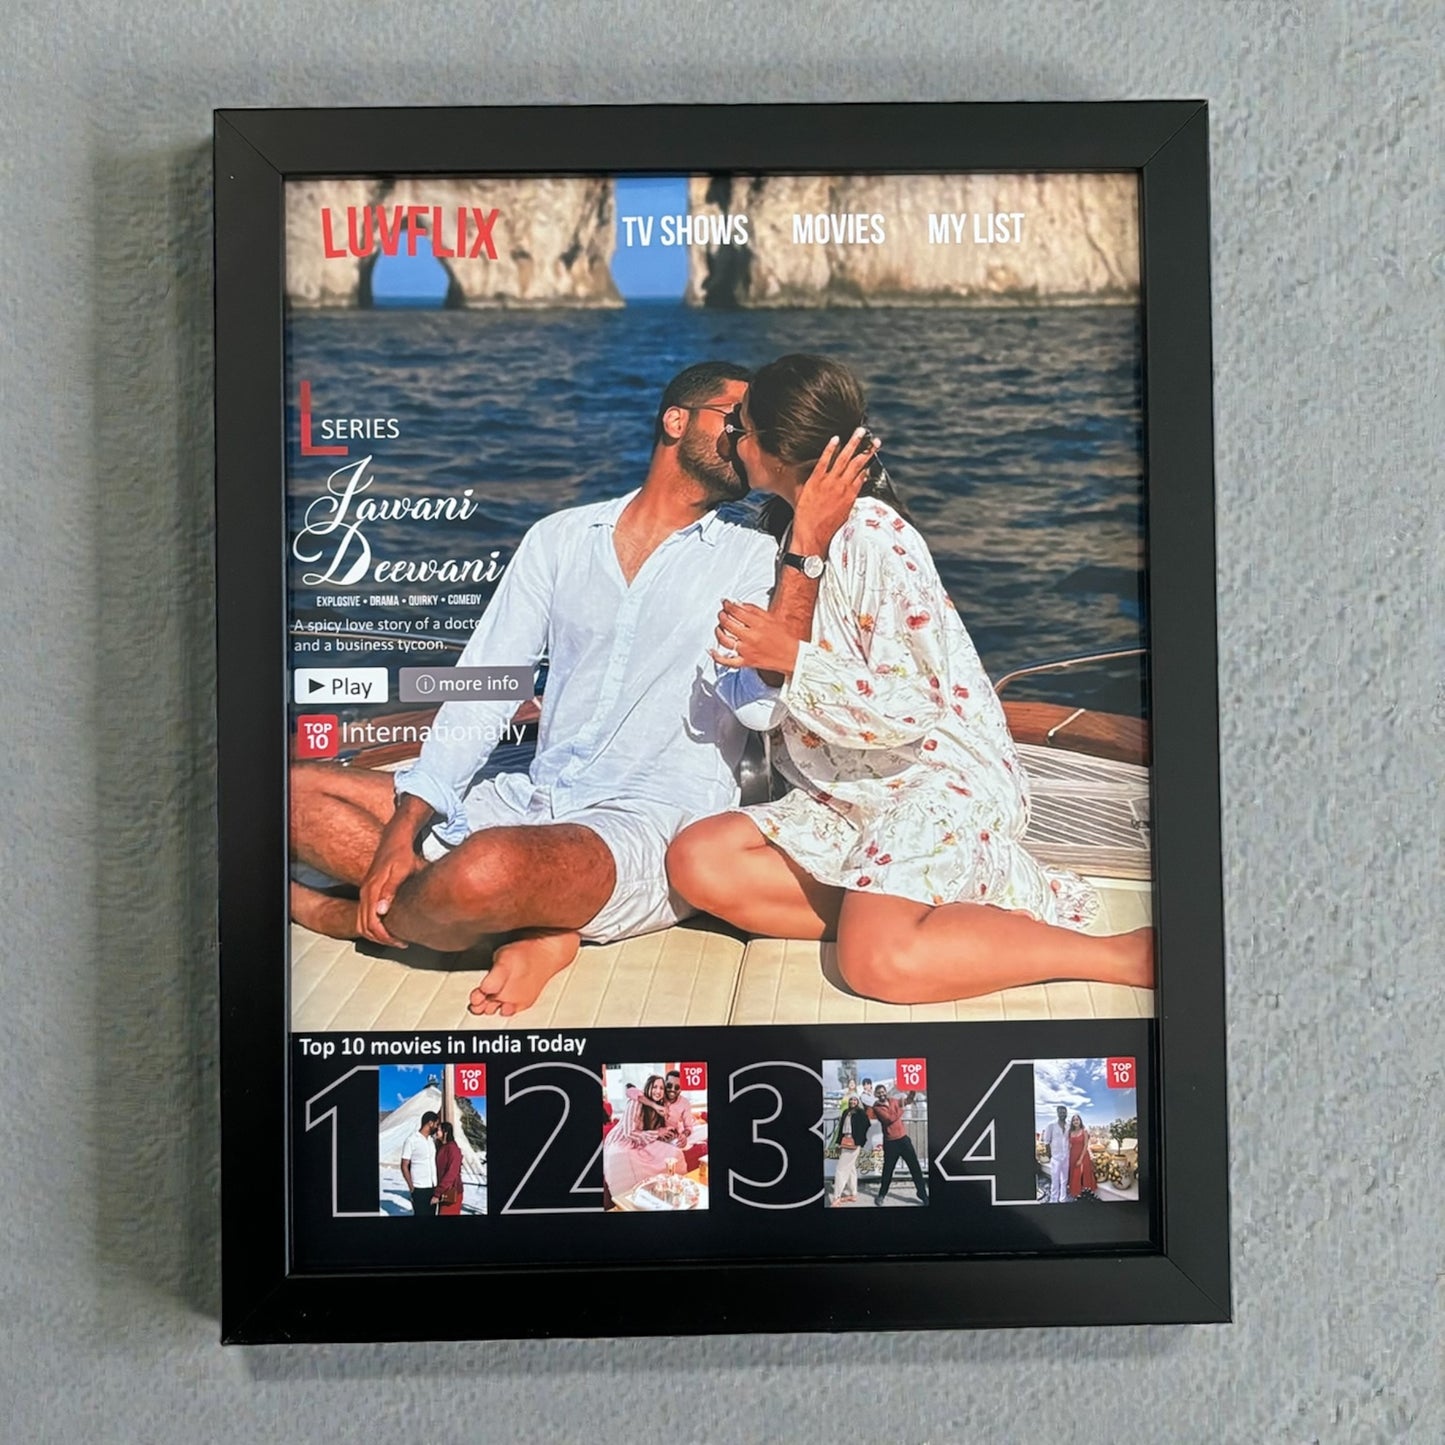 LUVFLIX TV SHOWS MOVIES MY LIST
L SERIES
Jawani
Deewani
EXPLOSIVE • DRAMA • QUIRKY • COMEDY
A spicy love story of a docto
and a business tycoon.
▶ Play ⓘ more info
TOP
10 Internationally
Top 10 movies in India Today
1 TOP
10
2 TOP
10
3 TOP
10
4 TOP
10